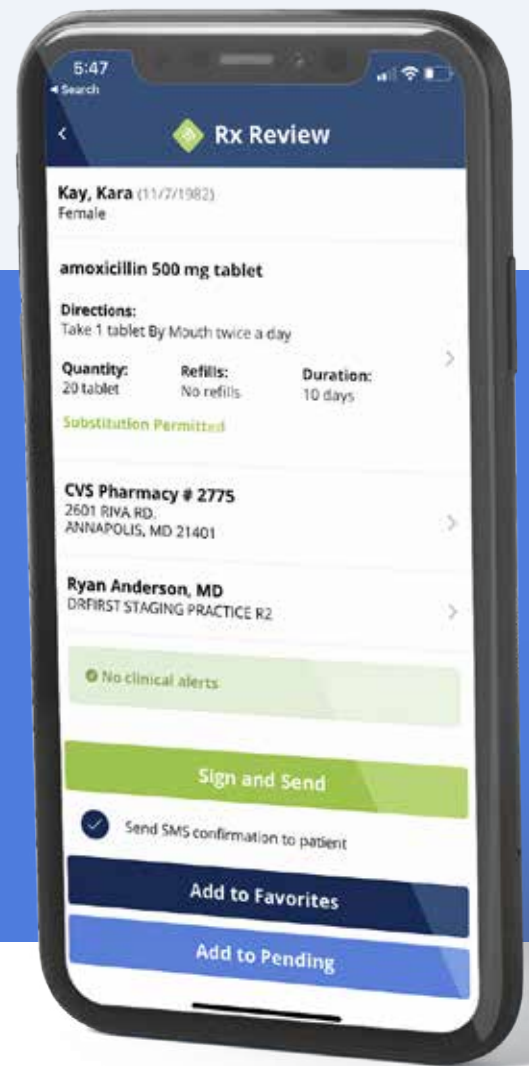 5:47
Search
Rx Review
Kay, Kara (11/7/1982)
Female
amoxicillin 500 mg tablet
Directions:
Take 1 tablet By Mouth twice a day
Quantity: Refills: Duration:
20 tablet No refills 10 days
Substitution Permitted
CVS Pharmacy # 2775
2601 RIVA RD.
ANNAPOLIS, MD 21401
Ryan Anderson, MD
DRFIRST STAGING PRACTICE R2
No clinical alerts
Sign and Send
Send SMS confirmation to patient
Add to Favorites
Add to Pending